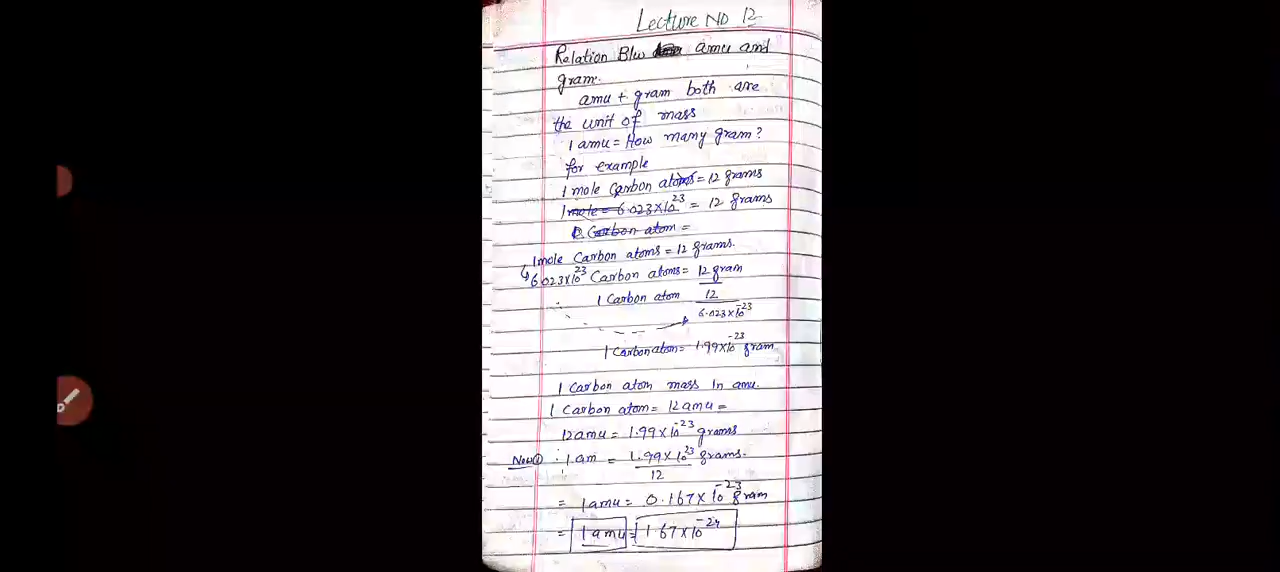 Lecture NO 12
Relation B/w amu and
gram.
amu + gram both are
the unit of mass
1 amu = How many gram?
for example
1 mole Carbon atoms = 12 grams
1 mole = 6.023×10²³ = 12 grams
Carbon atom =
1 mole Carbon atoms = 12 grams.
6.023×10²³ Carbon atoms = 12 gram
1 Carbon atom 12
6.023×10⁻²³
1 Carbon atom = 1.99×10⁻²³ gram
1 Carbon atom mass In amu.
1 Carbon atom = 12 amu =
12 amu = 1.99×10⁻²³ grams
Now 1 am = 1.99×10⁻²³ grams.
12
= 1 amu = 0.167×10⁻²³ gram
= 1 amu = 1.67×10⁻²⁴